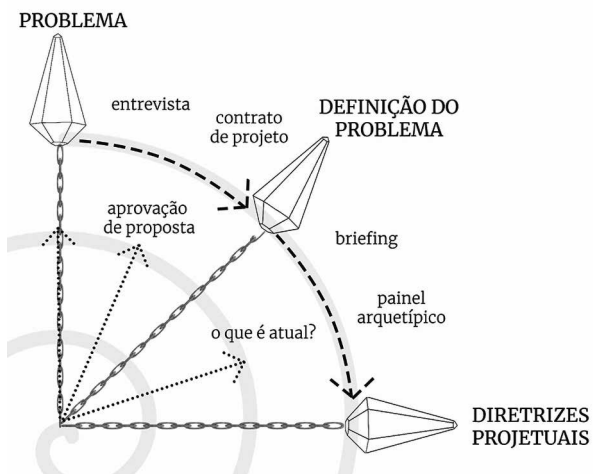 PROBLEMA
entrevista
contrato
de projeto
DEFINIÇÃO DO
PROBLEMA
aprovação
de proposta
briefing
painel
arquetípico
o que é atual?
DIRETRIZES
PROJETUAIS